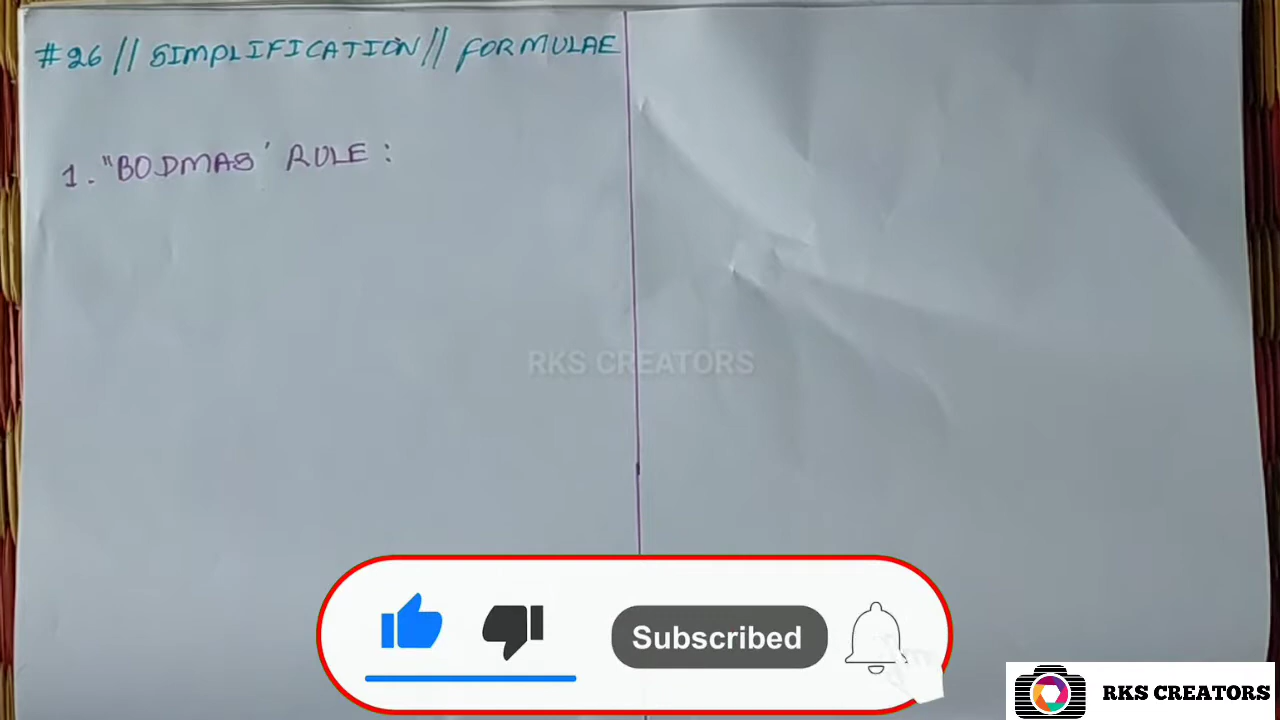 #26 // SIMPLIFICATION // FORMULAE
1. "BODMAS' RULE :
RKS CREATORS
Subscribed
RKS CREATORS